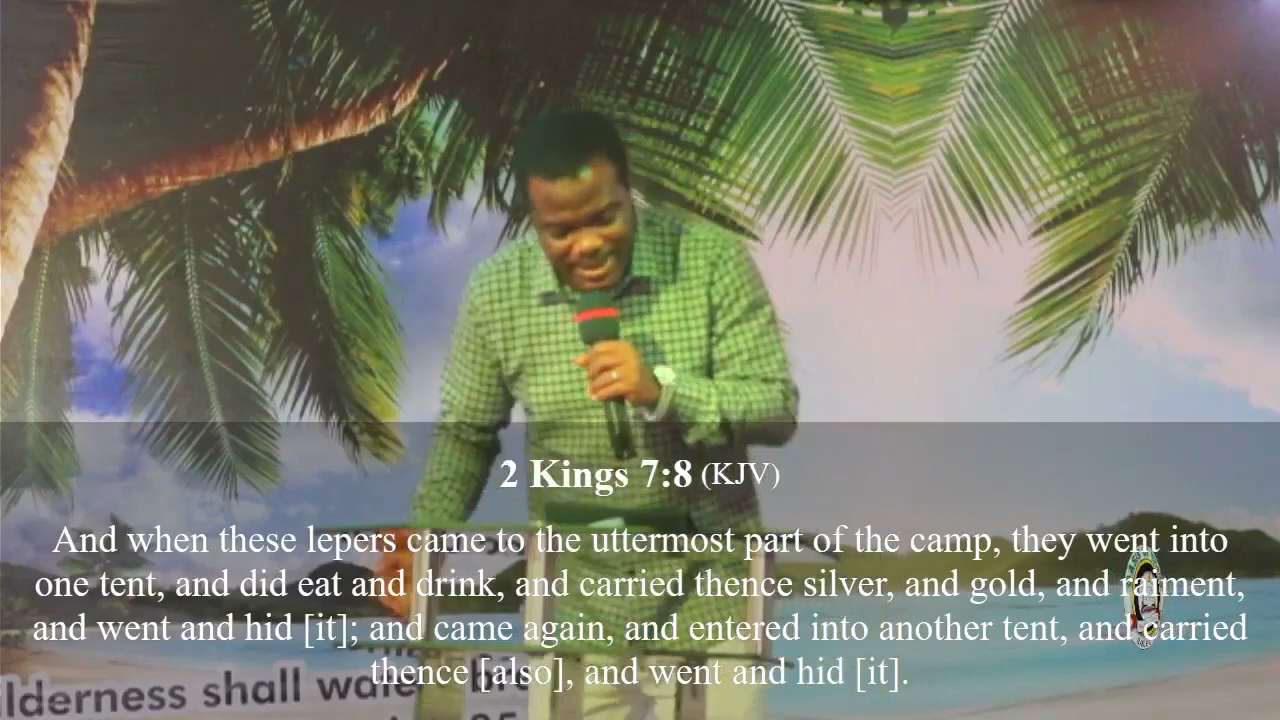 2 Kings 7:8 (KJV)
And when these lepers came to the uttermost part of the camp, they went into
one tent, and did eat and drink, and carried thence silver, and gold, and raiment,
and went and hid [it]; and came again, and entered into another tent, and carried
thence [also], and went and hid [it].
lderness shall wate